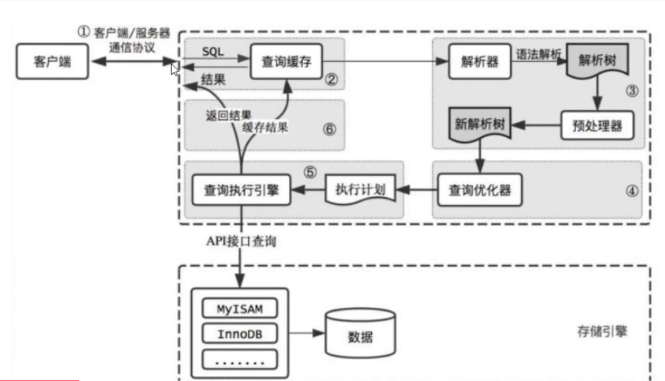 ① 客户端/服务器
通信协议
客户端
SQL
结果
查询缓存
②
解析器
语法解析
解析树
③
新解析树
预处理器
返回结果
缓存结果
⑥
查询执行引擎
⑤
执行计划
查询优化器
④
API接口查询
MyISAM
InnoDB
.......
数据
存储引擎